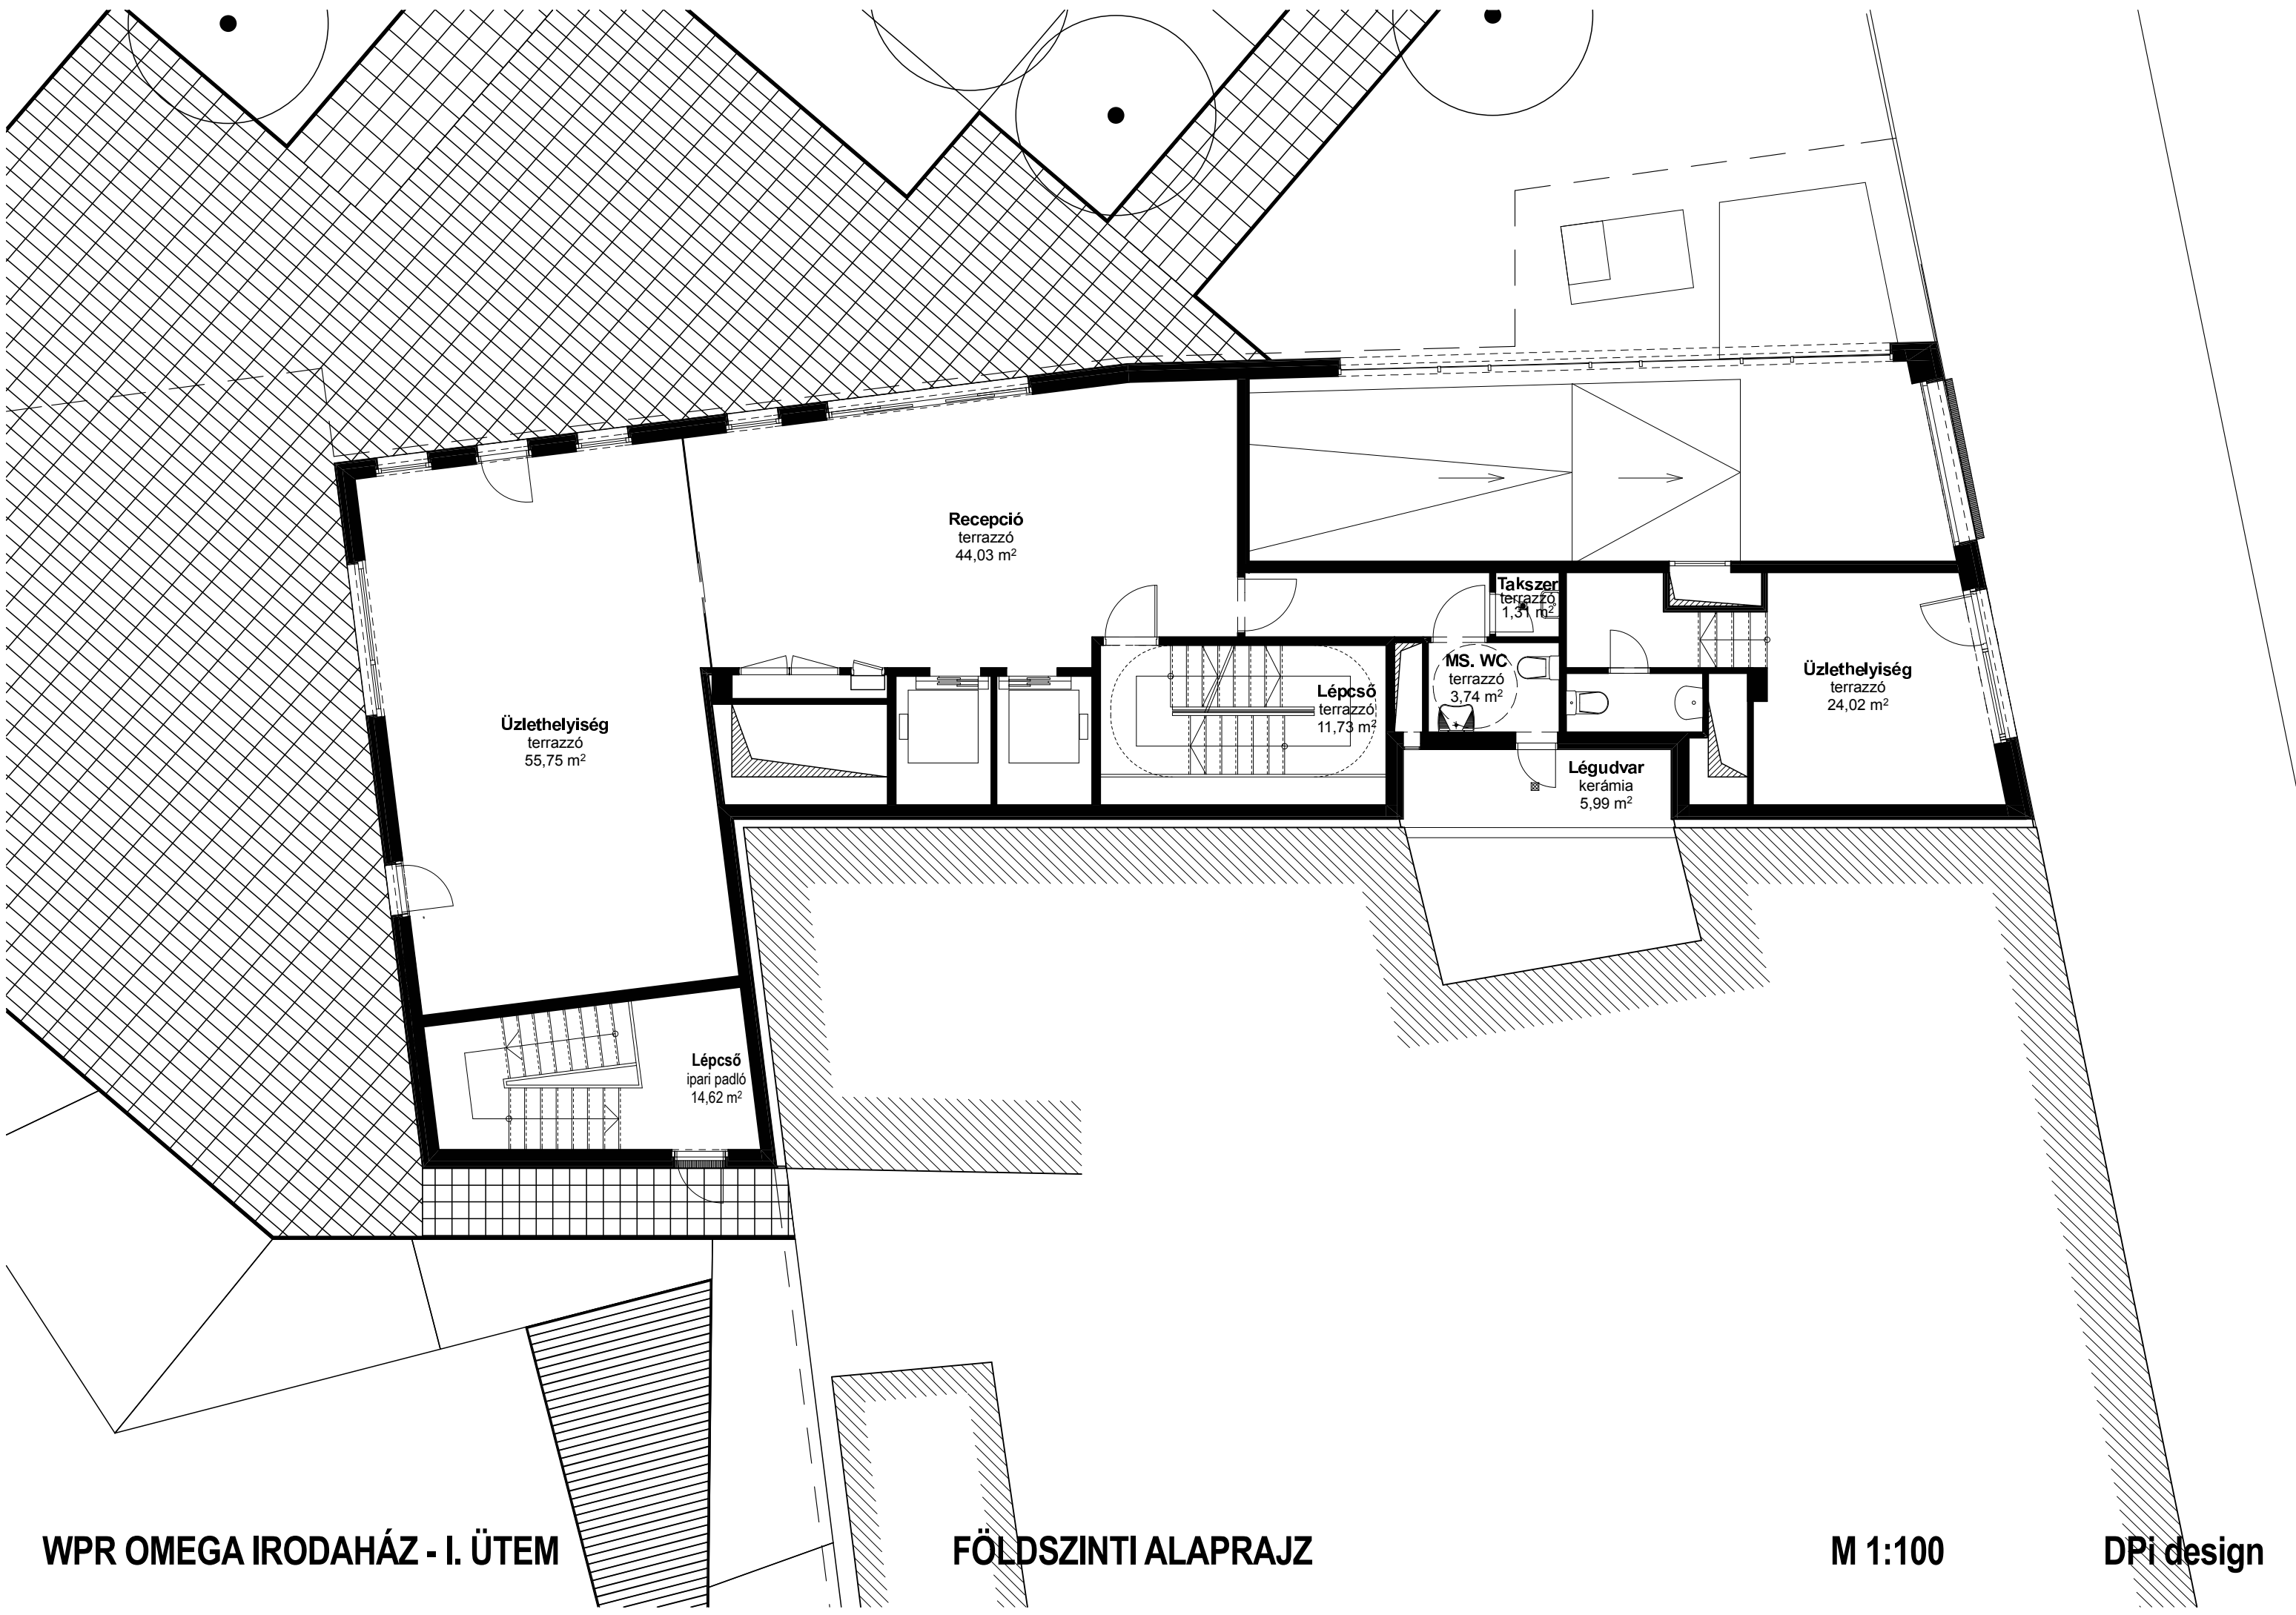 Recepció
terrazzó
44,03 m²
Takszer
terrazzó
1,31 m²
MS. WC
terrazzó
3,74 m²
Lépcső
terrazzó
11,73 m²
Üzlethelyiség
terrazzó
24,02 m²
Üzlethelyiség
terrazzó
55,75 m²
Légudvar
kerámia
5,99 m²
Lépcső
ipari padló
14,62 m²
WPR OMEGA IRODAHÁZ - I. ÜTEM
FÖLDSZINTI ALAPRAJZ
M 1:100
DPi design